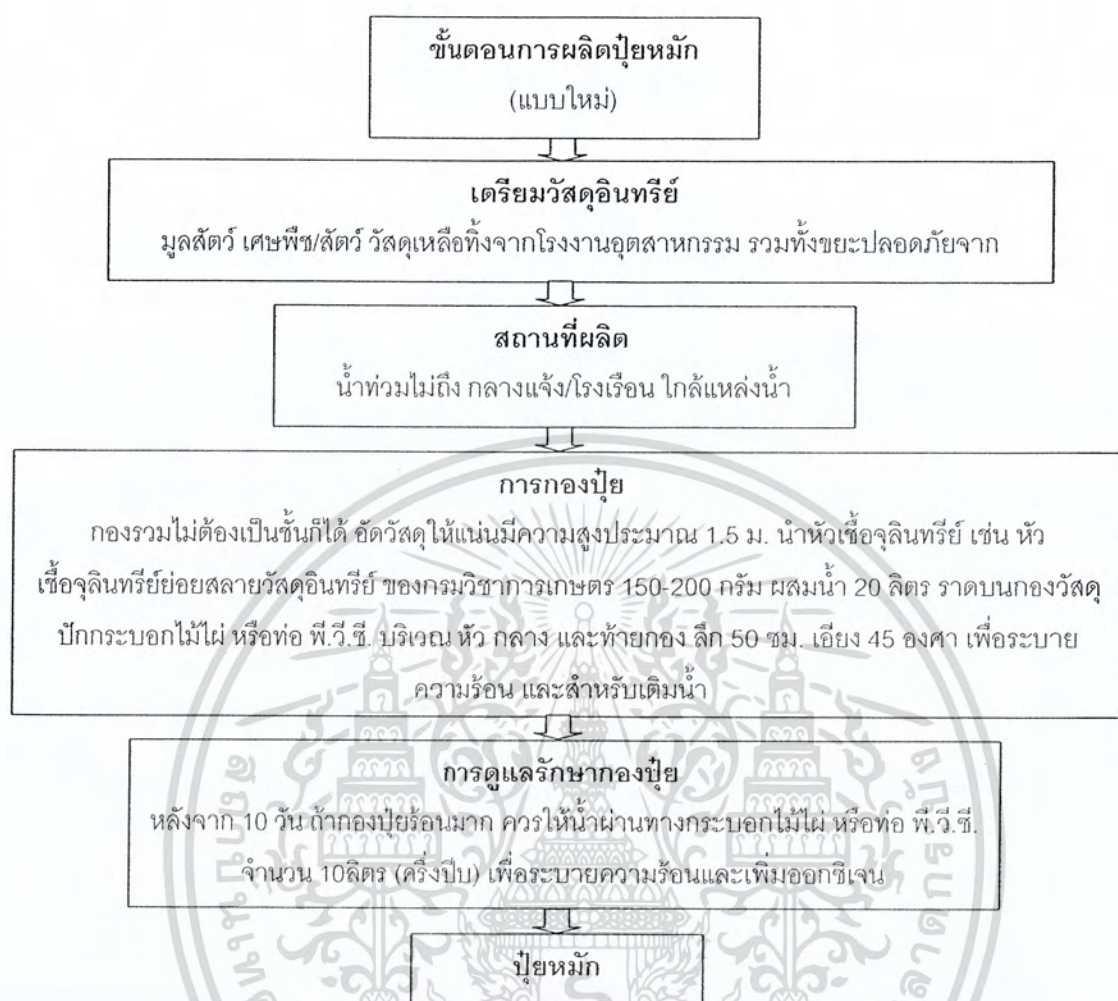 ขั้นตอนการผลิตปุ๋ยหมัก
(แบบใหม่)
เตรียมวัสดุอินทรีย์
มูลสัตว์ เศษพืช/สัตว์ วัสดุเหลือทิ้งจากโรงงานอุตสาหกรรม รวมทั้งขยะปลอดภัยจาก
สถานที่ผลิต
น้ำท่วมไม่ถึง กลางแจ้ง/โรงเรือน ใกล้แหล่งน้ำ
การกองปุ๋ย
กองรวมไม่ต้องเป็นชั้นก็ได้ อัดวัสดุให้แน่นมีความสูงประมาณ 1.5 ม. นำหัวเชื้อจุลินทรีย์ เช่น หัว
เชื้อจุลินทรีย์ย่อยสลายวัสดุอินทรีย์ ของกรมวิชาการเกษตร 150-200 กรัม ผสมน้ำ 20 ลิตร ราดบนกองวัสดุ
ปักกระบอกไม้ไผ่ หรือท่อ พี.วี.ซี. บริเวณ หัว กลาง และท้ายกอง ลึก 50 ซม. เอียง 45 องศา เพื่อระบาย
ความร้อน และสำหรับเติมน้ำ
การดูแลรักษากองปุ๋ย
หลังจาก 10 วัน ถ้ากองปุ๋ยร้อนมาก ควรให้น้ำผ่านทางกระบอกไม้ไผ่ หรือท่อ พี.วี.ซี.
จำนวน 10ลิตร (ครึ่งปีบ) เพื่อระบายความร้อนและเพิ่มออกซิเจน
ปุ๋ยหมัก